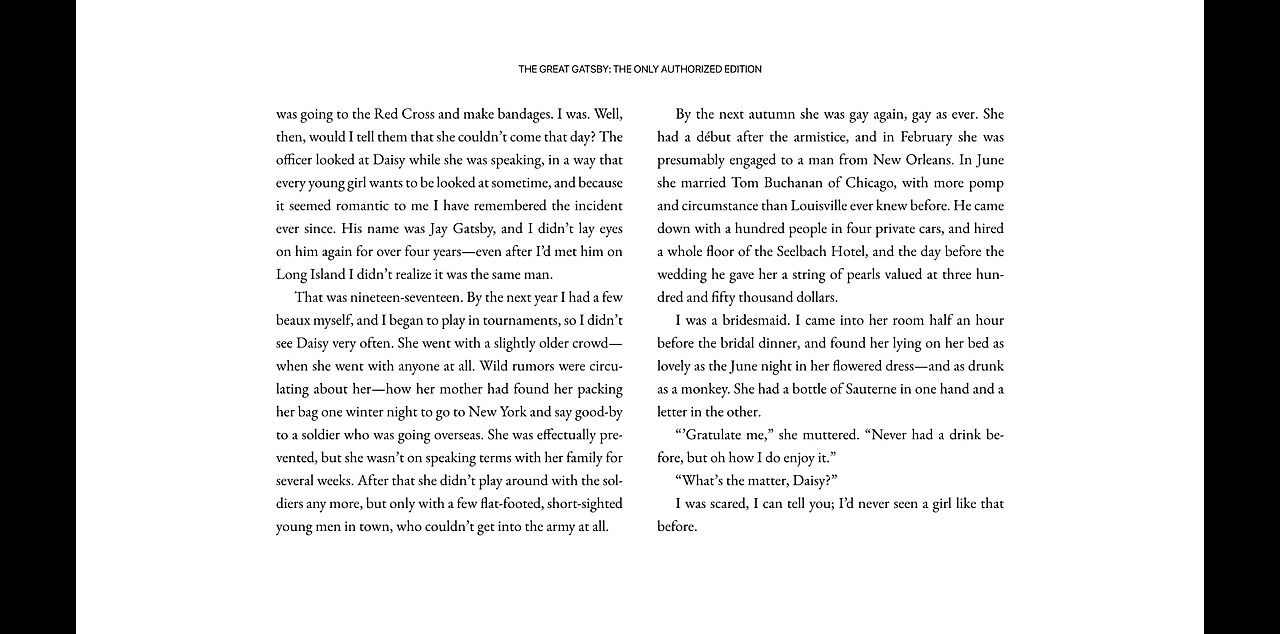 THE GREAT GATSBY: THE ONLY AUTHORIZED EDITION
was going to the Red Cross and make bandages. I was. Well,
then, would I tell them that she couldn’t come that day? The
officer looked at Daisy while she was speaking, in a way that
every young girl wants to be looked at sometime, and because
it seemed romantic to me I have remembered the incident
ever since. His name was Jay Gatsby, and I didn’t lay eyes
on him again for over four years—even after I’d met him on
Long Island I didn’t realize it was the same man.
That was nineteen-seventeen. By the next year I had a few
beaux myself, and I began to play in tournaments, so I didn’t
see Daisy very often. She went with a slightly older crowd—
when she went with anyone at all. Wild rumors were circu-
lating about her—how her mother had found her packing
her bag one winter night to go to New York and say good-by
to a soldier who was going overseas. She was effectually pre-
vented, but she wasn’t on speaking terms with her family for
several weeks. After that she didn’t play around with the sol-
diers any more, but only with a few flat-footed, short-sighted
young men in town, who couldn’t get into the army at all.
By the next autumn she was gay again, gay as ever. She
had a début after the armistice, and in February she was
presumably engaged to a man from New Orleans. In June
she married Tom Buchanan of Chicago, with more pomp
and circumstance than Louisville ever knew before. He came
down with a hundred people in four private cars, and hired
a whole floor of the Seelbach Hotel, and the day before the
wedding he gave her a string of pearls valued at three hun-
dred and fifty thousand dollars.
I was a bridesmaid. I came into her room half an hour
before the bridal dinner, and found her lying on her bed as
lovely as the June night in her flowered dress—and as drunk
as a monkey. She had a bottle of Sauterne in one hand and a
letter in the other.
“’Gratulate me,” she muttered. “Never had a drink be-
fore, but oh how I do enjoy it.”
“What’s the matter, Daisy?”
I was scared, I can tell you; I’d never seen a girl like that
before.